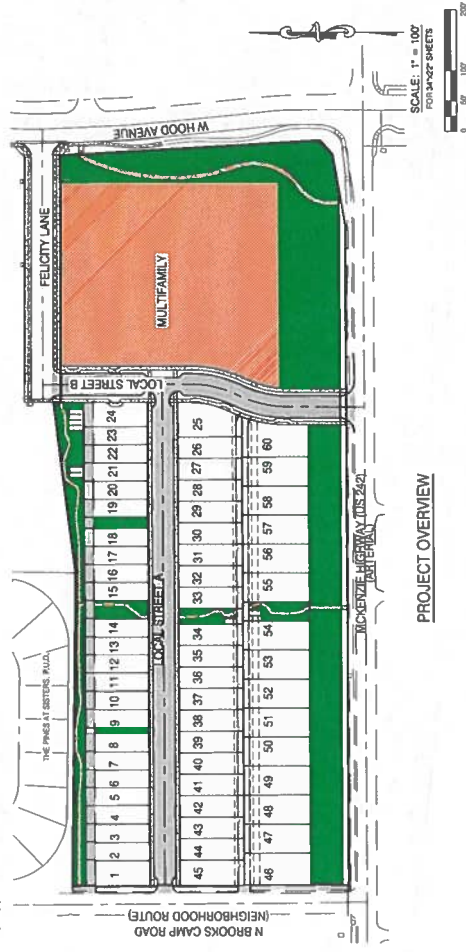 SCALE: 1" = 100'
FOR 34"x22" SHEETS
0 50' 100' 200'
W HOOD AVENUE
FELICITY LANE
MULTIFAMILY
LOCAL STREET B
THE PINES AT SISTERS, P.U.D.
1 2 3 4 5 6 7 8 9 10 11 12 13 14 15 16 17 18 19 20 21 22 23 24
LOCAL STREET A
45 44 43 42 41 40 39 38 37 36 35 34 33 32 31 30 29 28 27 26 25
46 47 48 49 50 51 52 53 54 55 56 57 58 59 60
N BROOKS CAMP ROAD
(NEIGHBORHOOD ROUTE)
MCKENZIE HIGHWAY (US 242)
(ARTERIAL)
PROJECT OVERVIEW